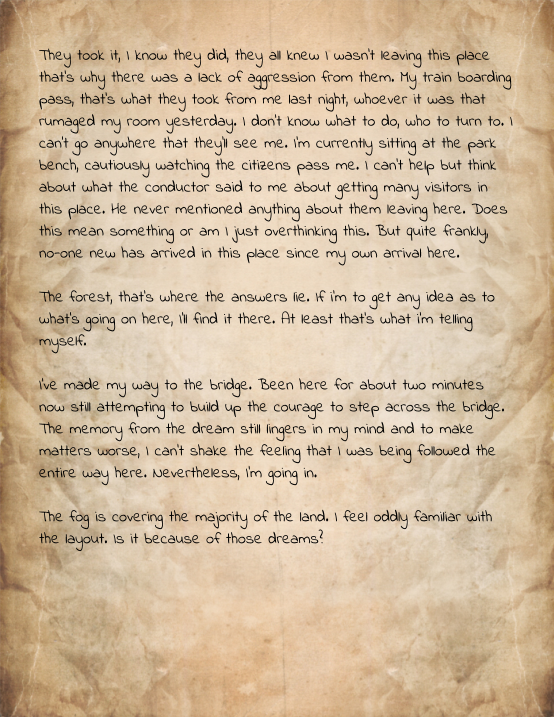 They took it, I know they did, they all knew I wasn't leaving this place
that's why there was a lack of aggression from them. My train boarding
pass, that's what they took from me last night, whoever it was that
rumaged my room yesterday. I don't know what to do, who to turn to. I
can't go anywhere that they'll see me. I'm currently sitting at the park
bench, cautiously watching the citizens pass me. I can't help but think
about what the conductor said to me about getting many visitors in
this place. He never mentioned anything about them leaving here. Does
this mean something or am I just overthinking this. But quite frankly,
no-one new has arrived in this place since my own arrival here.

The forest, that's where the answers lie. If i'm to get any idea as to
what's going on here, I'll find it there. At least that's what i'm telling
myself.

I've made my way to the bridge. Been here for about two minutes
now still attempting to build up the courage to step across the bridge.
The memory from the dream still lingers in my mind and to make
matters worse, I can't shake the feeling that I was being followed the
entire way here. Nevertheless, I'm going in.

The fog is covering the majority of the land. I feel oddly familiar with
the layout. Is it because of those dreams?